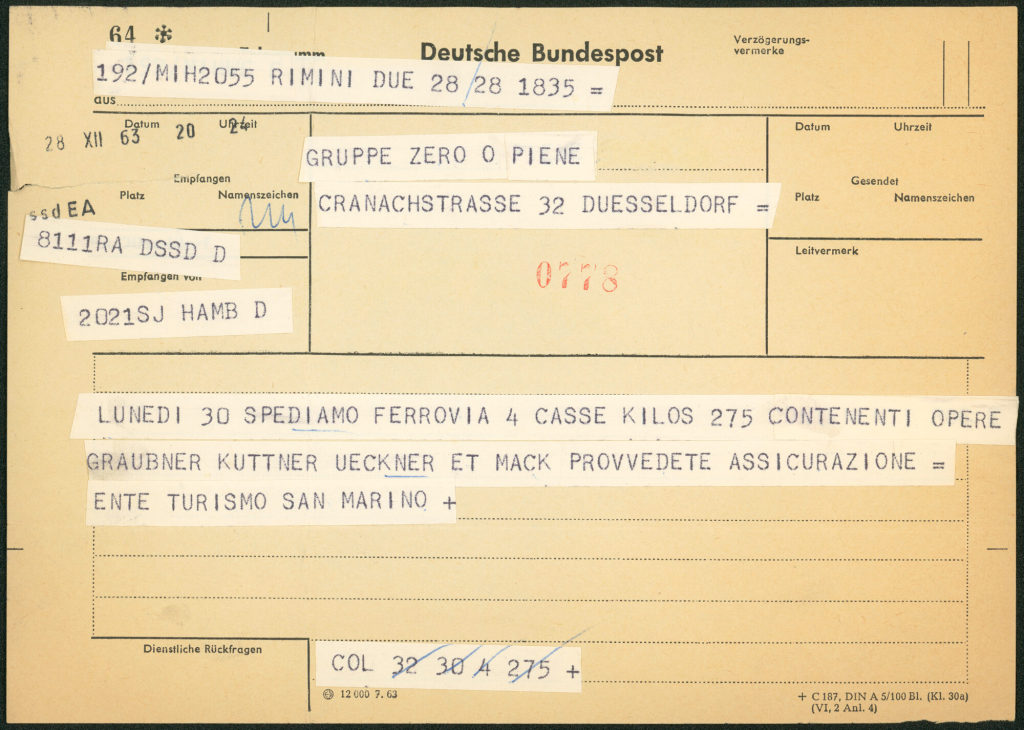 64 *
Deutsche Bundespost
Verzögerungs-
vermerke
192/MIH2055 RIMINI DUE 28/28 1835 =
aus
Datum Uhrzeit
28 XII 63 20 24
Empfangen
Platz Namenszeichen
ssd EA
8111RA DSSD D
Empfangen von
2021SJ HAMB D
GRUPPE ZERO O PIENE
CRANACHSTRASSE 32 DUESSELDORF =
0778
Datum Uhrzeit
Gesendet
Platz Namenszeichen
Leitvermerk
LUNEDI 30 SPEDIAMO FERROVIA 4 CASSE KILOS 275 CONTENENTI OPERE
GRAUBNER KUTTNER UECKNER ET MACK PROVVEDETE ASSICURAZIONE =
ENTE TURISMO SAN MARINO +
Dienstliche Rückfragen
COL 32 30 4 275 +
12 000 7. 63
+ C 187, DIN A 5/100 Bl. (Kl. 30a)
(VI, 2 Anl. 4)